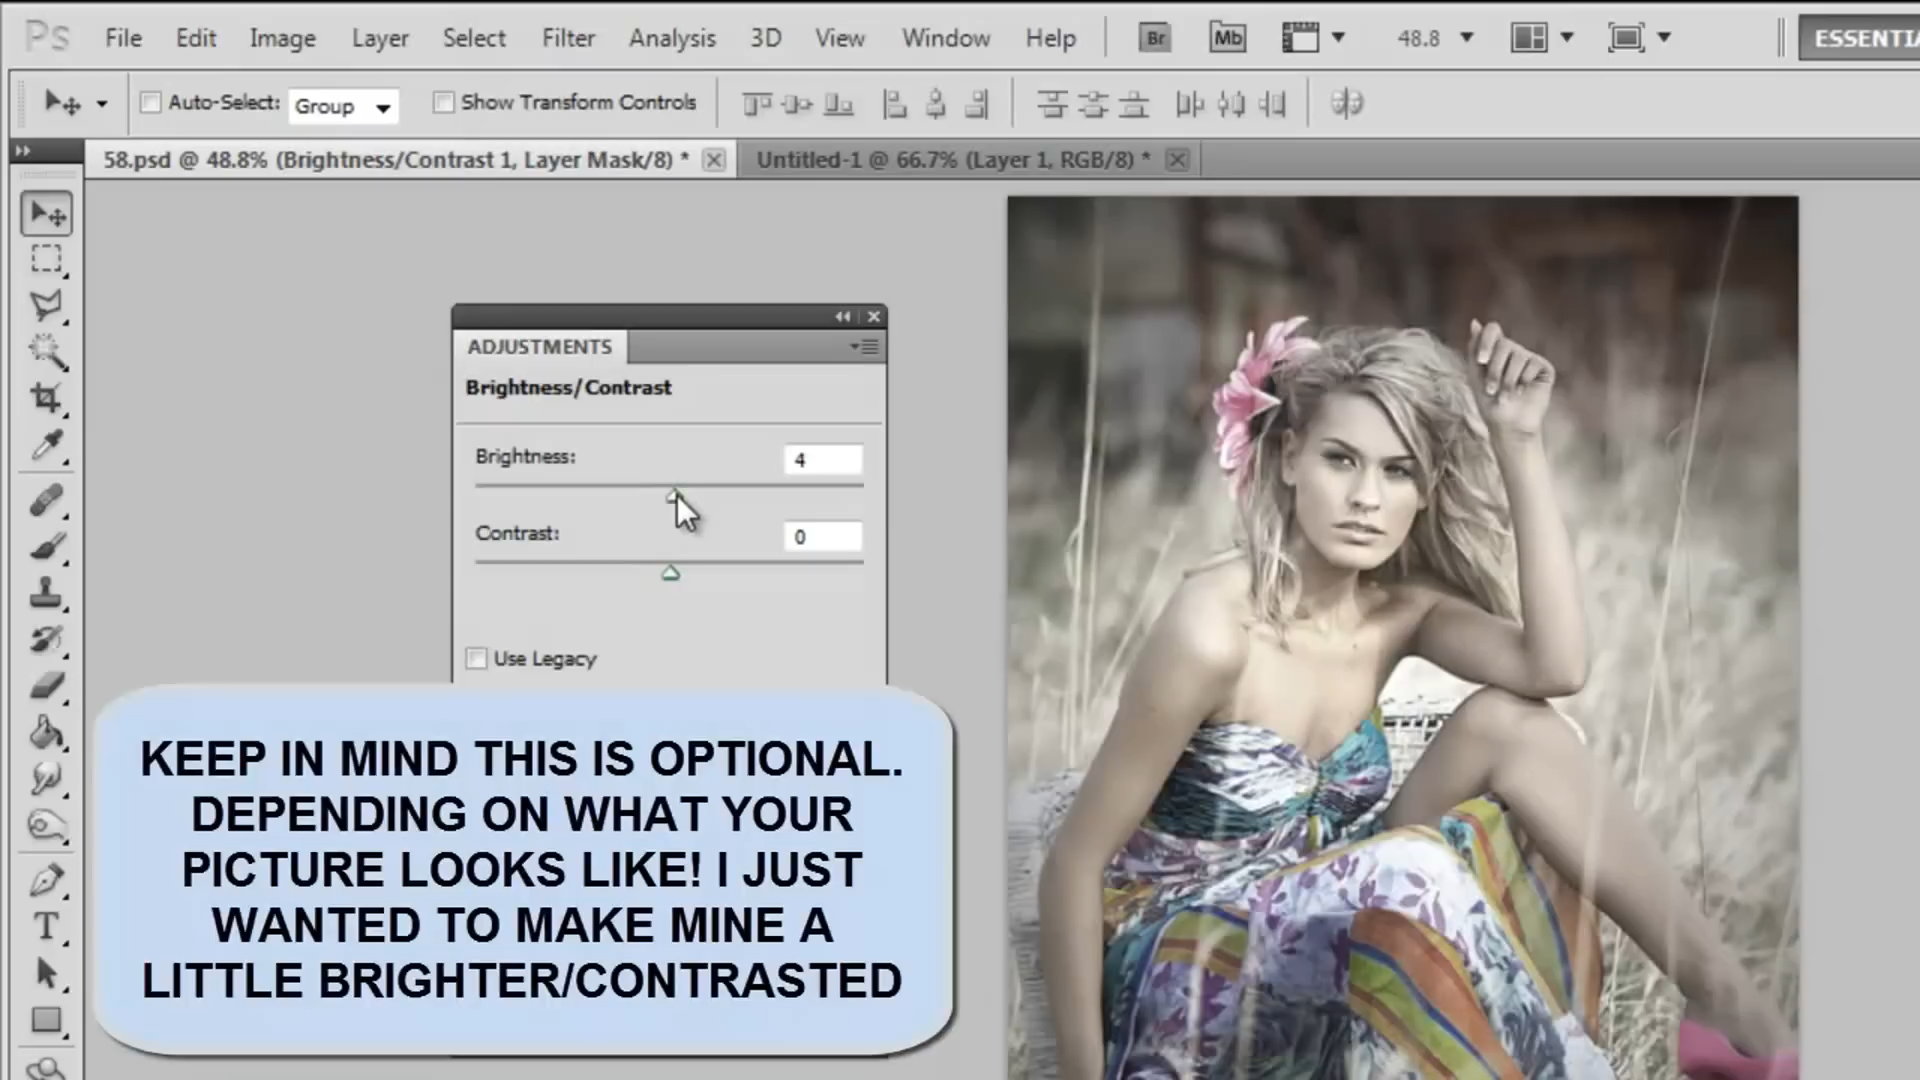 Ps File Edit Image Layer Select Filter Analysis 3D View Window Help Br Mb 48.8
Auto-Select: Group Show Transform Controls
58.psd @ 48.8% (Brightness/Contrast 1, Layer Mask/8) * Untitled-1 @ 66.7% (Layer 1, RGB/8) *
ADJUSTMENTS
Brightness/Contrast
Brightness: 4
Contrast: 0
Use Legacy
KEEP IN MIND THIS IS OPTIONAL.
DEPENDING ON WHAT YOUR
PICTURE LOOKS LIKE! I JUST
WANTED TO MAKE MINE A
LITTLE BRIGHTER/CONTRASTED